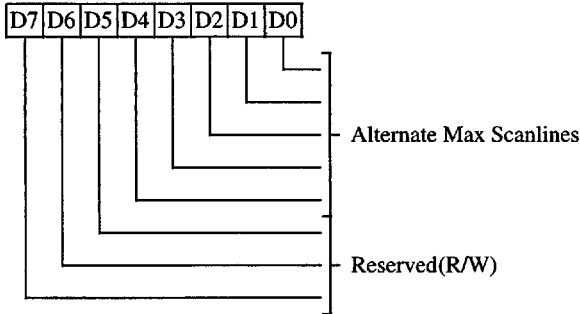 D7 D6 D5 D4 D3 D2 D1 D0
Alternate Max Scanlines
Reserved(R/W)